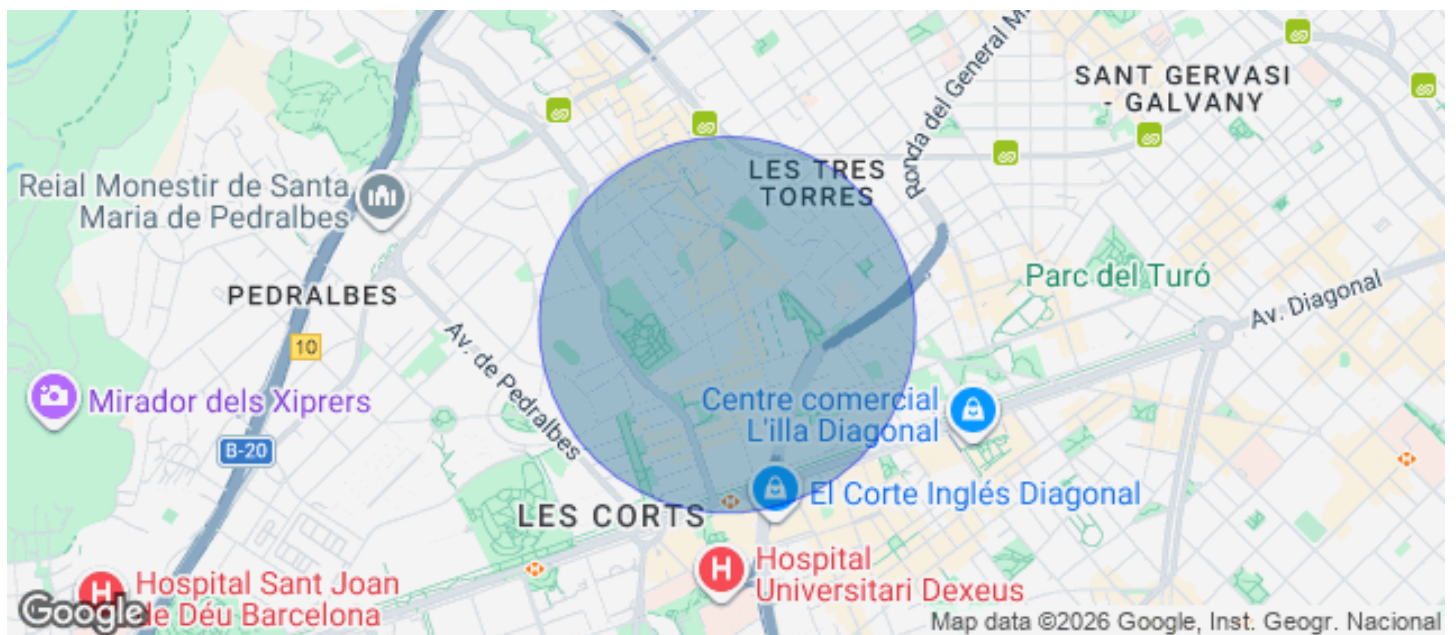 Ronda del General Mi
SANT GERVASI
- GALVANY
LES TRES
TORRES
Reial Monestir de Santa
Maria de Pedralbes
PEDRALBES
Parc del Turó
Av. Diagonal
10
Av. de Pedralbes
Mirador dels Xiprers
Centre comercial
L'illa Diagonal
B-20
El Corte Inglés Diagonal
LES CORTS
H
Hospital
Universitari Dexeus
H
Hospital Sant Joan
de Déu Barcelona
Google
Map data ©2026 Google, Inst. Geogr. Nacional